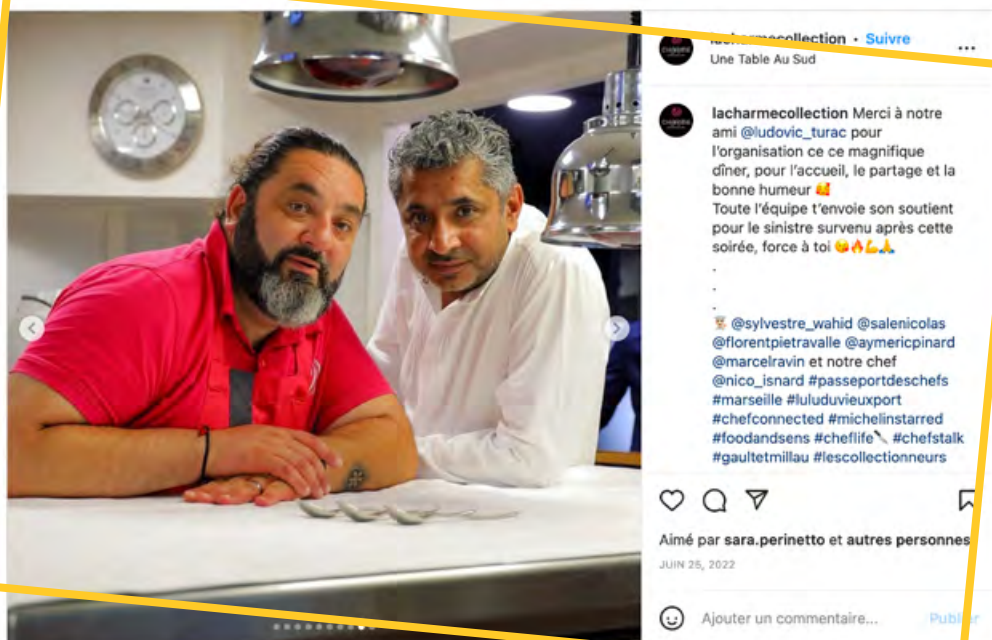 lacharmecollection • Suivre
Une Table Au Sud
lacharmecollection Merci à notre
ami @ludovic_turac pour
l'organisation ce ce magnifique
dîner, pour l'accueil, le partage et la
bonne humeur 🥰
Toute l'équipe t'envoie son soutient
pour le sinistre survenu après cette
soirée, force à toi 😘🔥💪🙏
.
.
.
👨🏻‍🍳 @sylvestre_wahid @salenicolas
@florentpietravalle @aymericpinard
@marcelravin et notre chef
@nico_isnard #passeportdeschefs
#marseille #luluduvieuxport
#chefconnected #michelinstarred
#foodandsens #cheflife🔪 #chefstalk
#gaultetmillau #lescollectionneurs
Aimé par sara.perinetto et autres personnes
JUIN 25, 2022
Ajouter un commentaire... Publier